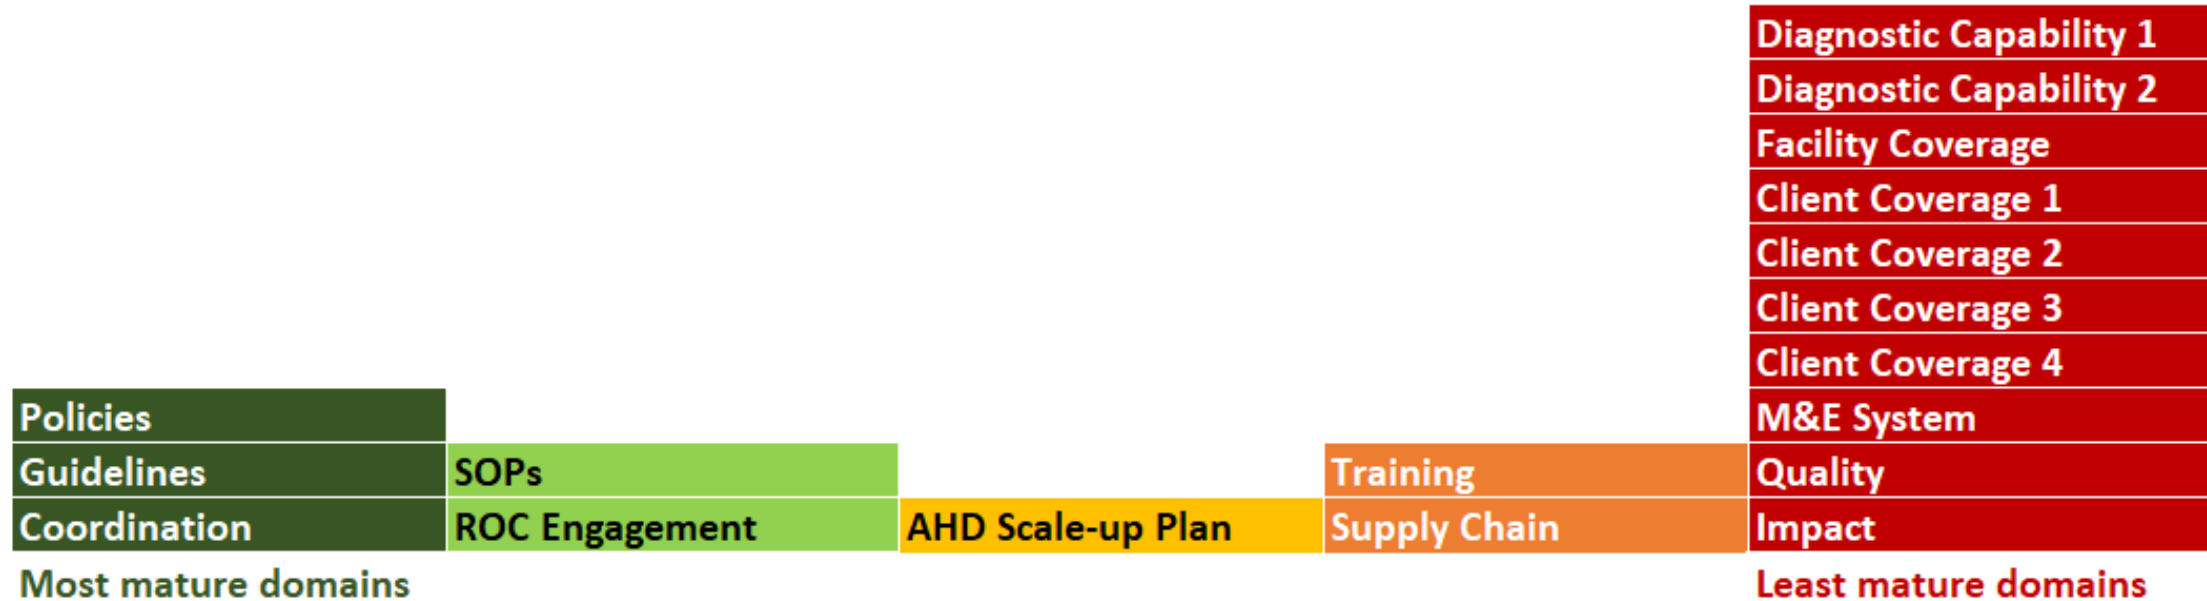 Diagnostic Capability 1
Diagnostic Capability 2
Facility Coverage
Client Coverage 1
Client Coverage 2
Client Coverage 3
Client Coverage 4
Policies
M&E System
Guidelines
SOPs
Training
Quality
Coordination
ROC Engagement
AHD Scale-up Plan
Supply Chain
Impact
Most mature domains
Least mature domains